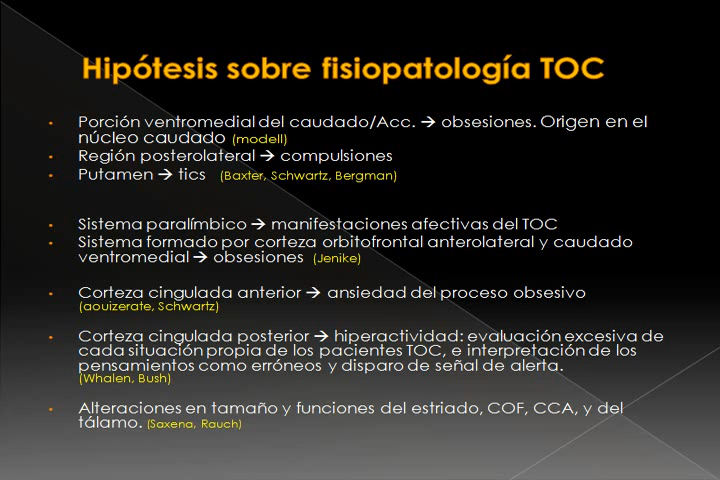 Hipótesis sobre fisiopatología TOC
• Porción ventromedial del caudado/Acc. → obsesiones. Origen en el
núcleo caudado (modell)
• Región posterolateral → compulsiones
• Putamen → tics (Baxter, Schwartz, Bergman)
• Sistema paralímbico → manifestaciones afectivas del TOC
• Sistema formado por corteza orbitofrontal anterolateral y caudado
ventromedial → obsesiones (Jenike)
• Corteza cingulada anterior → ansiedad del proceso obsesivo
(aouizerate, Schwartz)
• Corteza cingulada posterior → hiperactividad: evaluación excesiva de
cada situación propia de los pacientes TOC, e interpretación de los
pensamientos como erróneos y disparo de señal de alerta.
(Whalen, Bush)
• Alteraciones en tamaño y funciones del estriado, COF, CCA, y del
tálamo. (Saxena, Rauch)